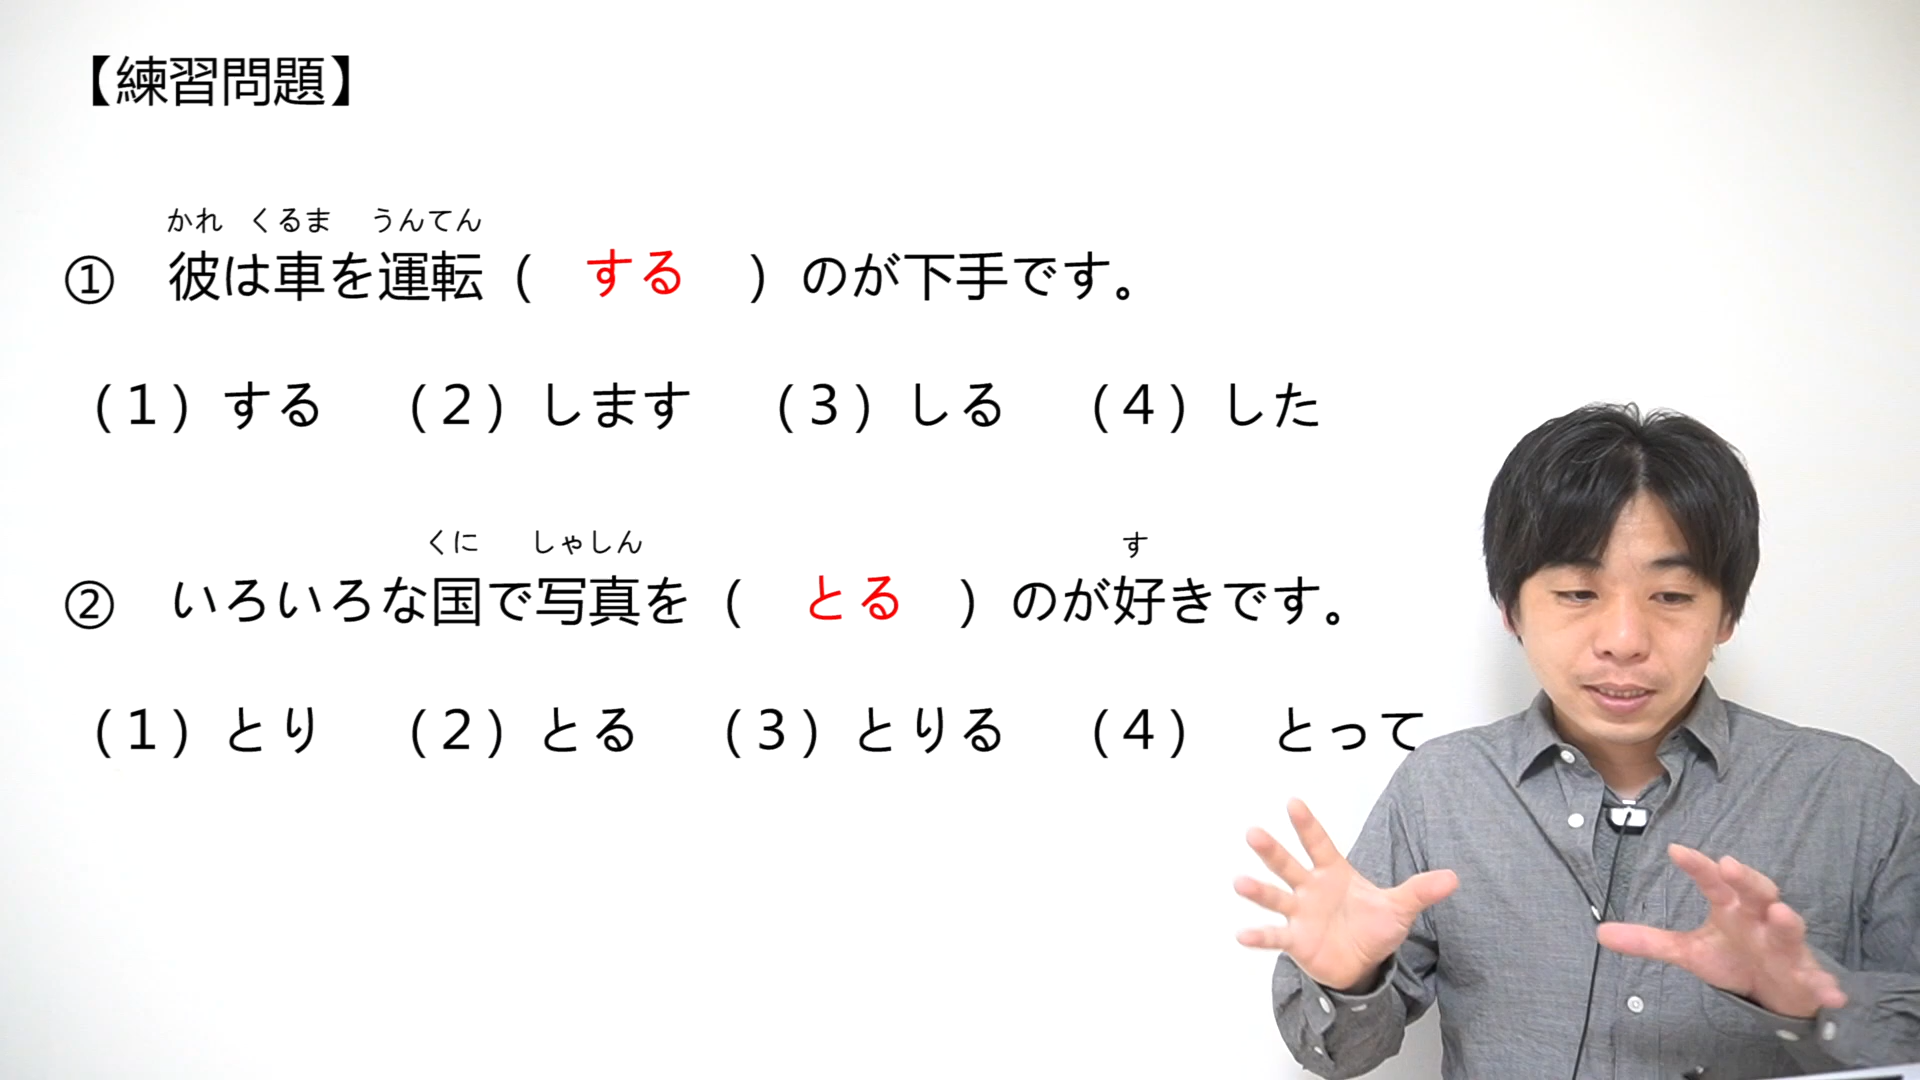 【練習問題】
かれ くるま うんてん
① 彼は車を運転（ する ）のが下手です。
（１）する （２）します （３）しる （４）した
くに しゃしん す
② いろいろな国で写真を（ とる ）のが好きです。
（１）とり （２）とる （３）とりる （４） とって